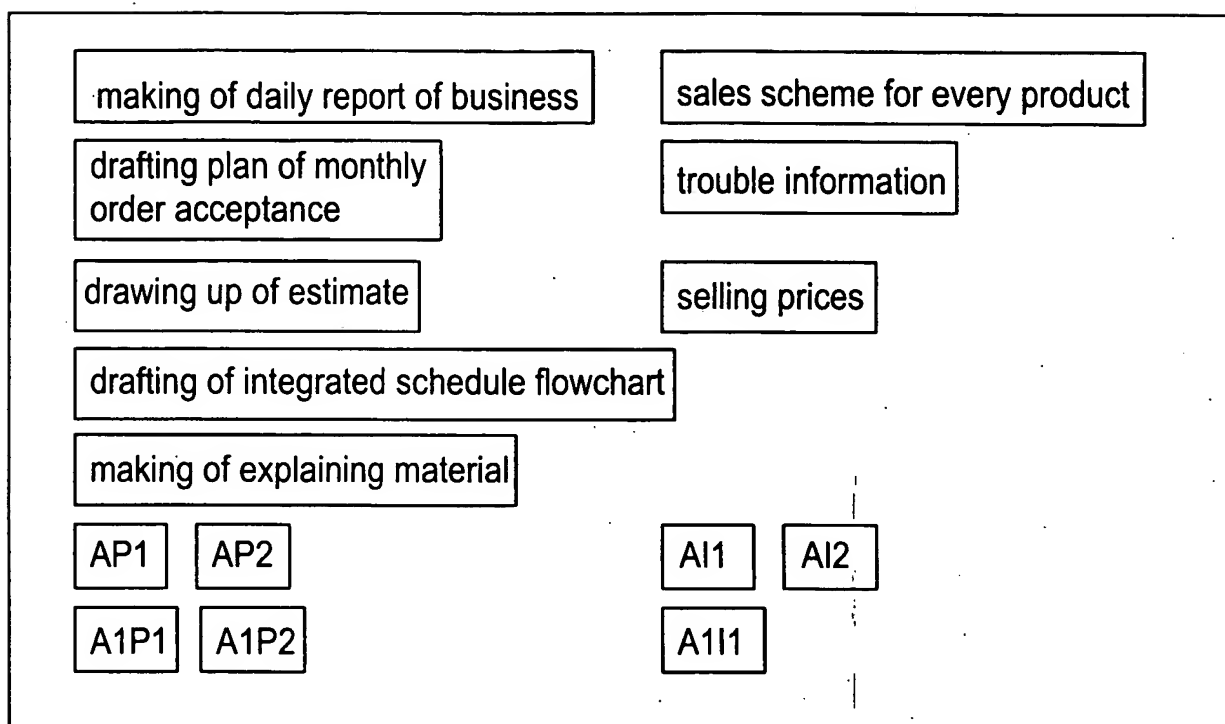 making of daily report of business
sales scheme for every product
drafting plan of monthly
order acceptance
trouble information
drawing up of estimate
selling prices
drafting of integrated schedule flowchart
making of explaining material
AP1 AP2 AI1 AI2
A1P1 A1P2 A1I1